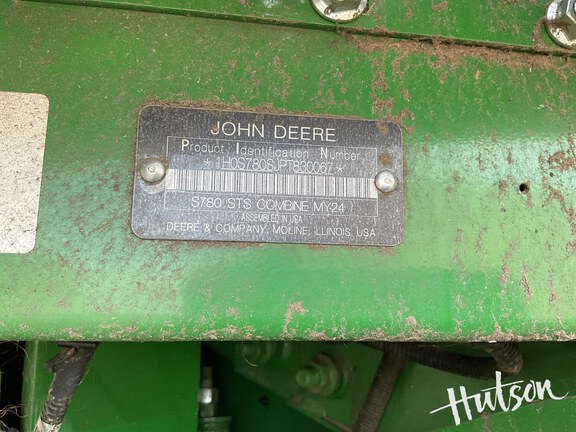 JOHN DEERE
Product Identification Number
*1H0S780SJPT830067*
S780 STS COMBINE MY24
ASSEMBLED IN USA
DEERE & COMPANY, MOLINE, ILLINOIS, USA
Hutson